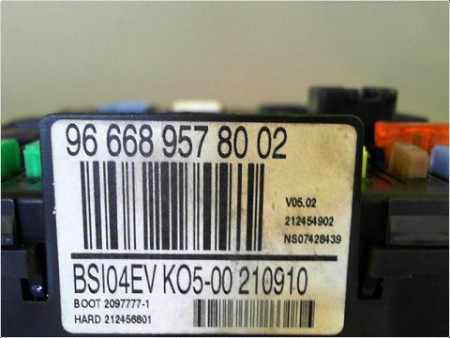 96 668 957 80 02
V05.02
212454902
NS07428439
BSI04EV KO5-00 210910
BOOT 2097777-1
HARD 212456801